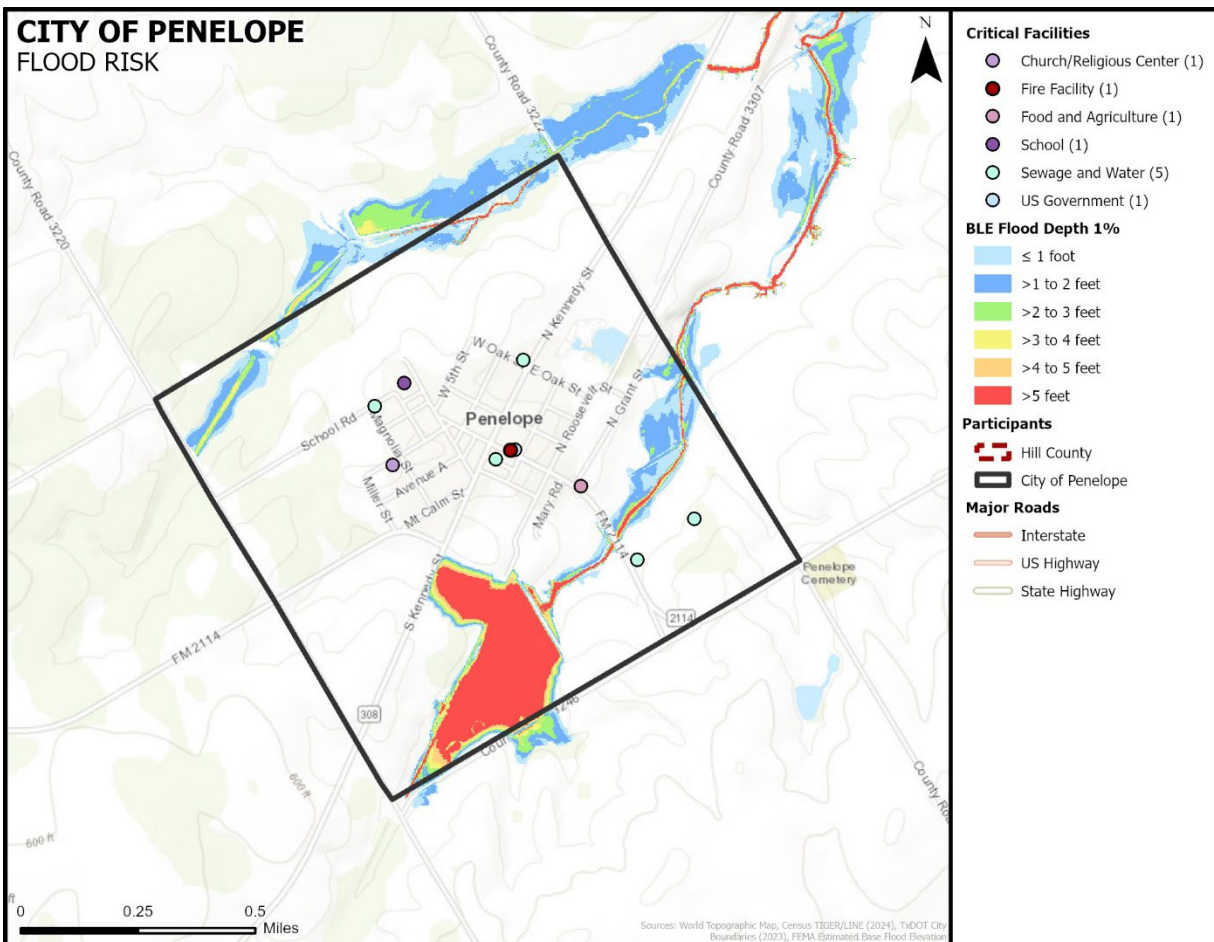 CITY OF PENELOPE
FLOOD RISK
N
County Road 3222
County Road 3307
County Road 3220
N Kennedy St
W 5th St
W Oak St
E Oak St
N Roosevelt St
N Grant St
Penelope
School Rd
Magnolia St
Avenue A
Miller St
Mt Calm St
Mary Rd
FM 2114
S Kennedy St
Penelope
Cemetery
2114
FM 2114
308
3246
County Ro
600 ft
600 ft
ft
0 0.25 0.5
Miles
Sources: World Topographic Map, Census TIGER/LINE (2024), TxDOT City
Boundaries (2023), FEMA Estimated Base Flood Elevation
Critical Facilities
Church/Religious Center (1)
Fire Facility (1)
Food and Agriculture (1)
School (1)
Sewage and Water (5)
US Government (1)
BLE Flood Depth 1%
≤ 1 foot
>1 to 2 feet
>2 to 3 feet
>3 to 4 feet
>4 to 5 feet
>5 feet
Participants
Hill County
City of Penelope
Major Roads
Interstate
US Highway
State Highway